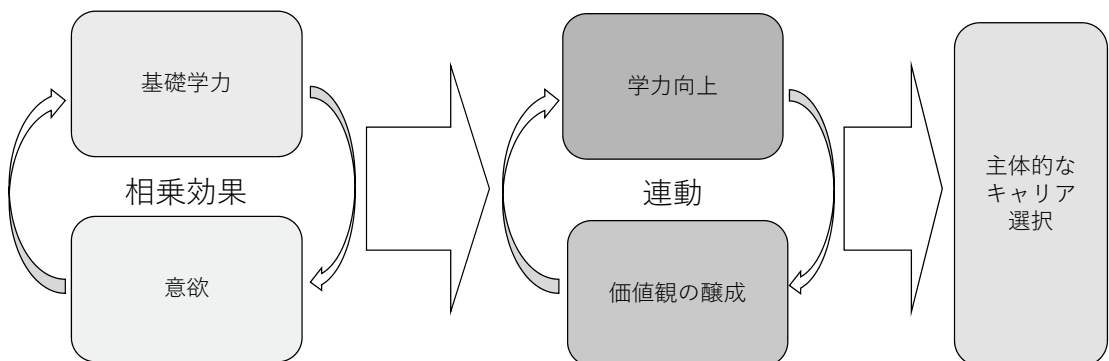 基礎学力
相乗効果
意欲
学力向上
連動
価値観の醸成
主体的な
キャリア
選択